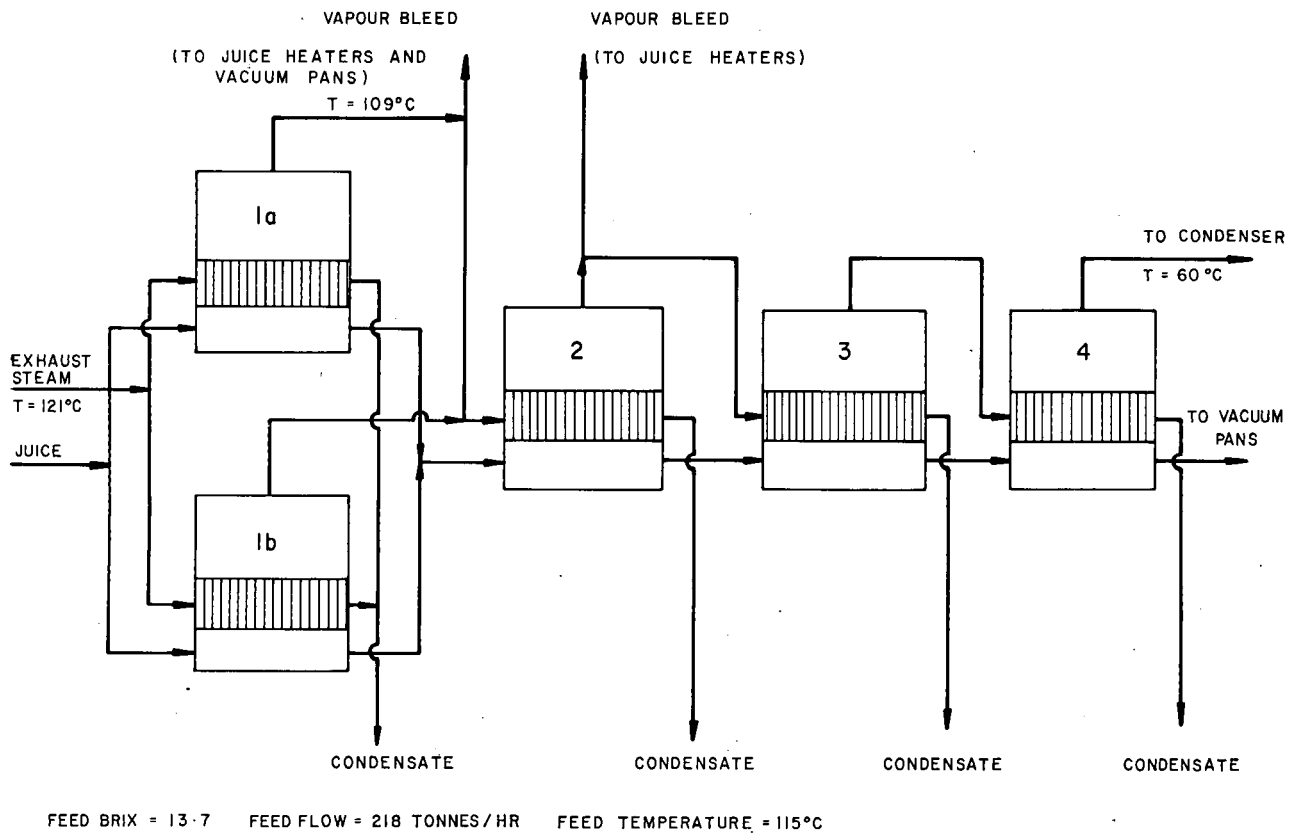 VAPOUR BLEED
(TO JUICE HEATERS AND
VACUUM PANS)
T = 109°C
VAPOUR BLEED
(TO JUICE HEATERS)
1a
TO CONDENSER
T = 60°C
2
3
4
EXHAUST
STEAM
T = 121°C
JUICE
TO VACUUM
PANS
1b
CONDENSATE
CONDENSATE
CONDENSATE
CONDENSATE
FEED BRIX = 13·7 FEED FLOW = 218 TONNES/HR FEED TEMPERATURE = 115°C